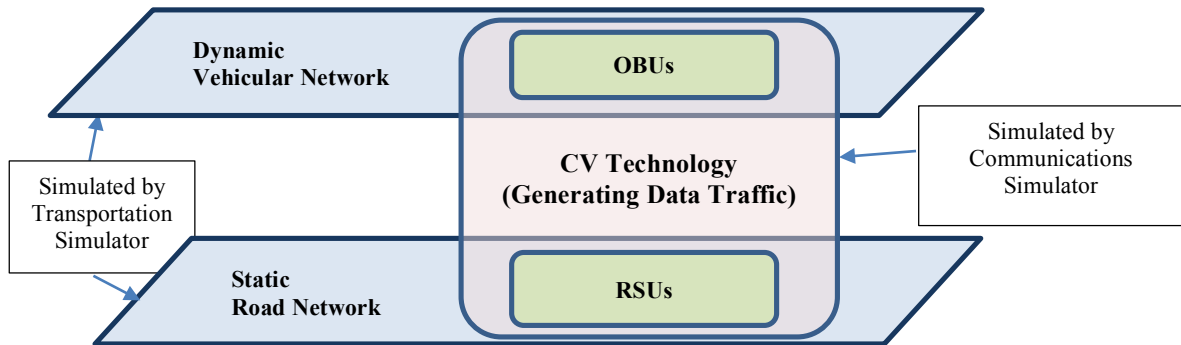 Dynamic
Vehicular Network
OBUs
Simulated by
Communications
Simulator
CV Technology
(Generating Data Traffic)
Simulated by
Transportation
Simulator
Static
Road Network
RSUs